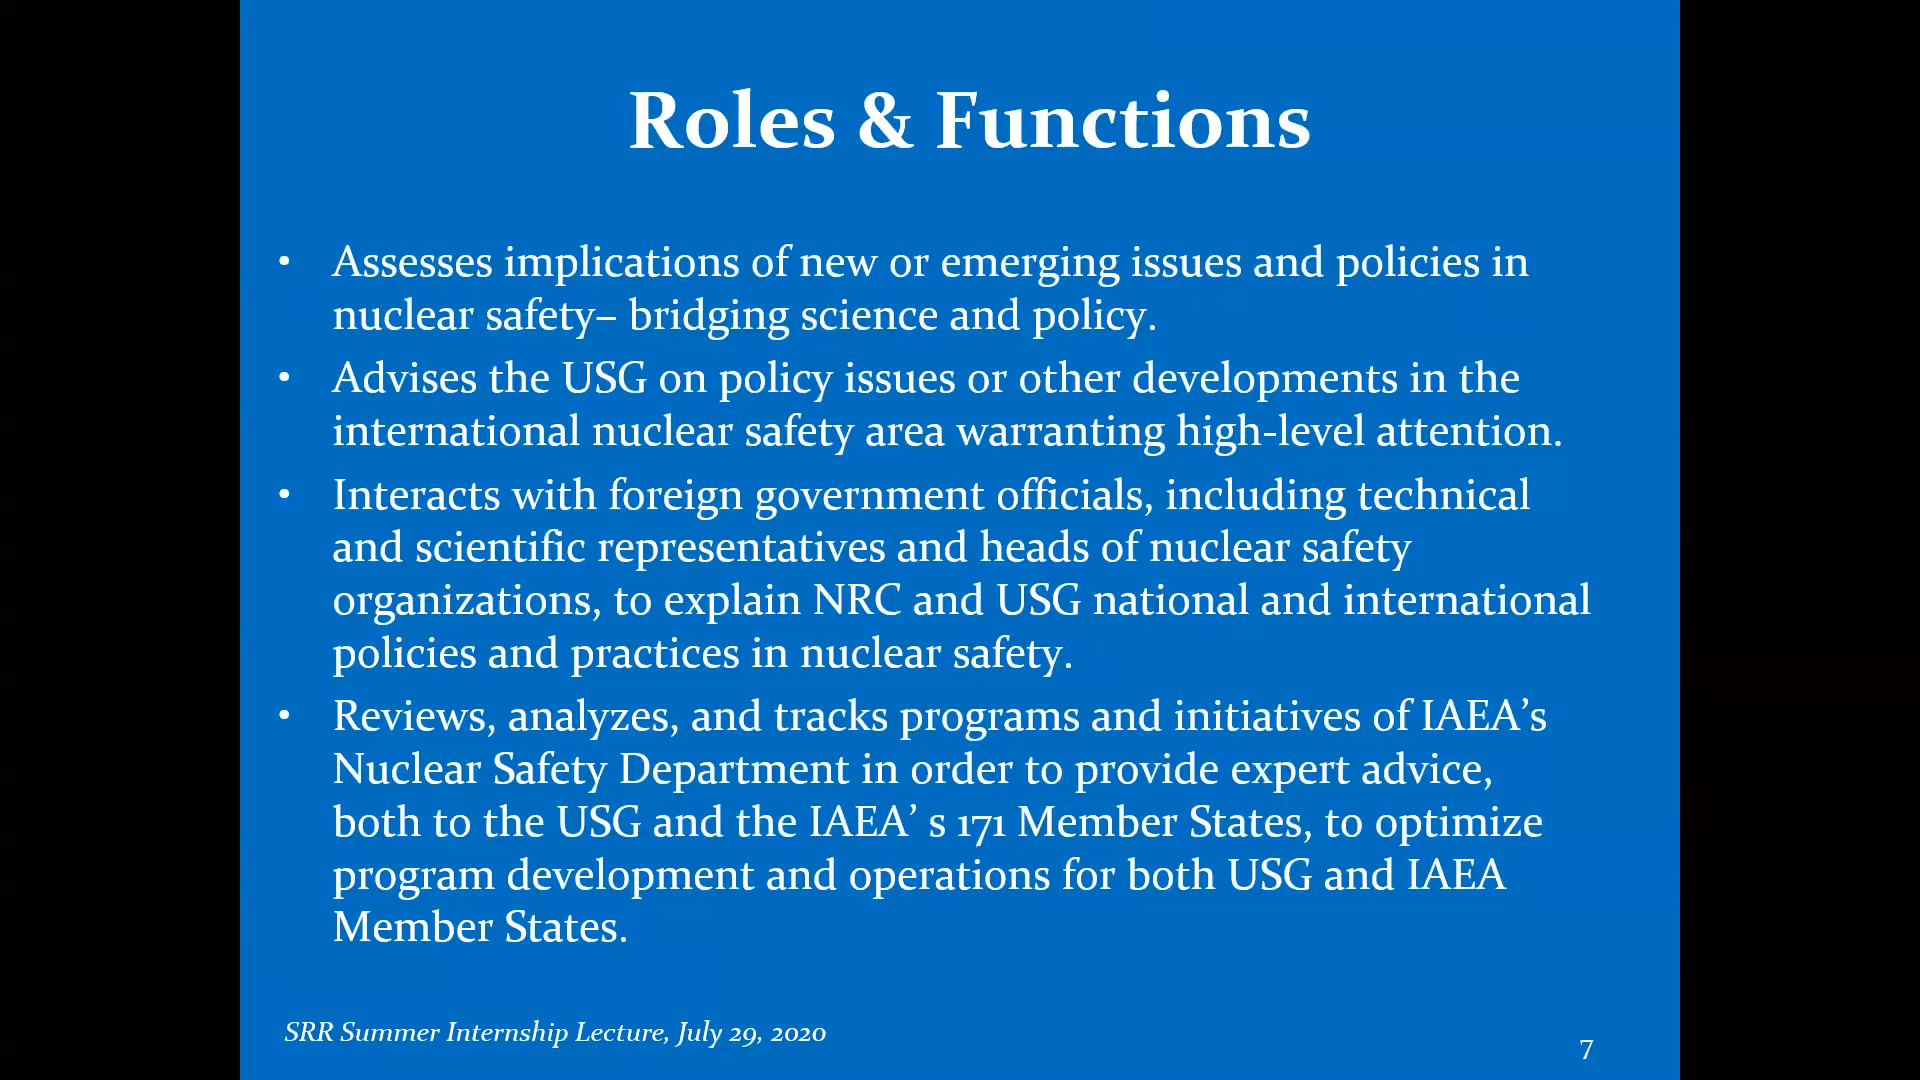 Roles & Functions
• Assesses implications of new or emerging issues and policies in
nuclear safety– bridging science and policy.
• Advises the USG on policy issues or other developments in the
international nuclear safety area warranting high-level attention.
• Interacts with foreign government officials, including technical
and scientific representatives and heads of nuclear safety
organizations, to explain NRC and USG national and international
policies and practices in nuclear safety.
• Reviews, analyzes, and tracks programs and initiatives of IAEA’s
Nuclear Safety Department in order to provide expert advice,
both to the USG and the IAEA’ s 171 Member States, to optimize
program development and operations for both USG and IAEA
Member States.
SRR Summer Internship Lecture, July 29, 2020
7